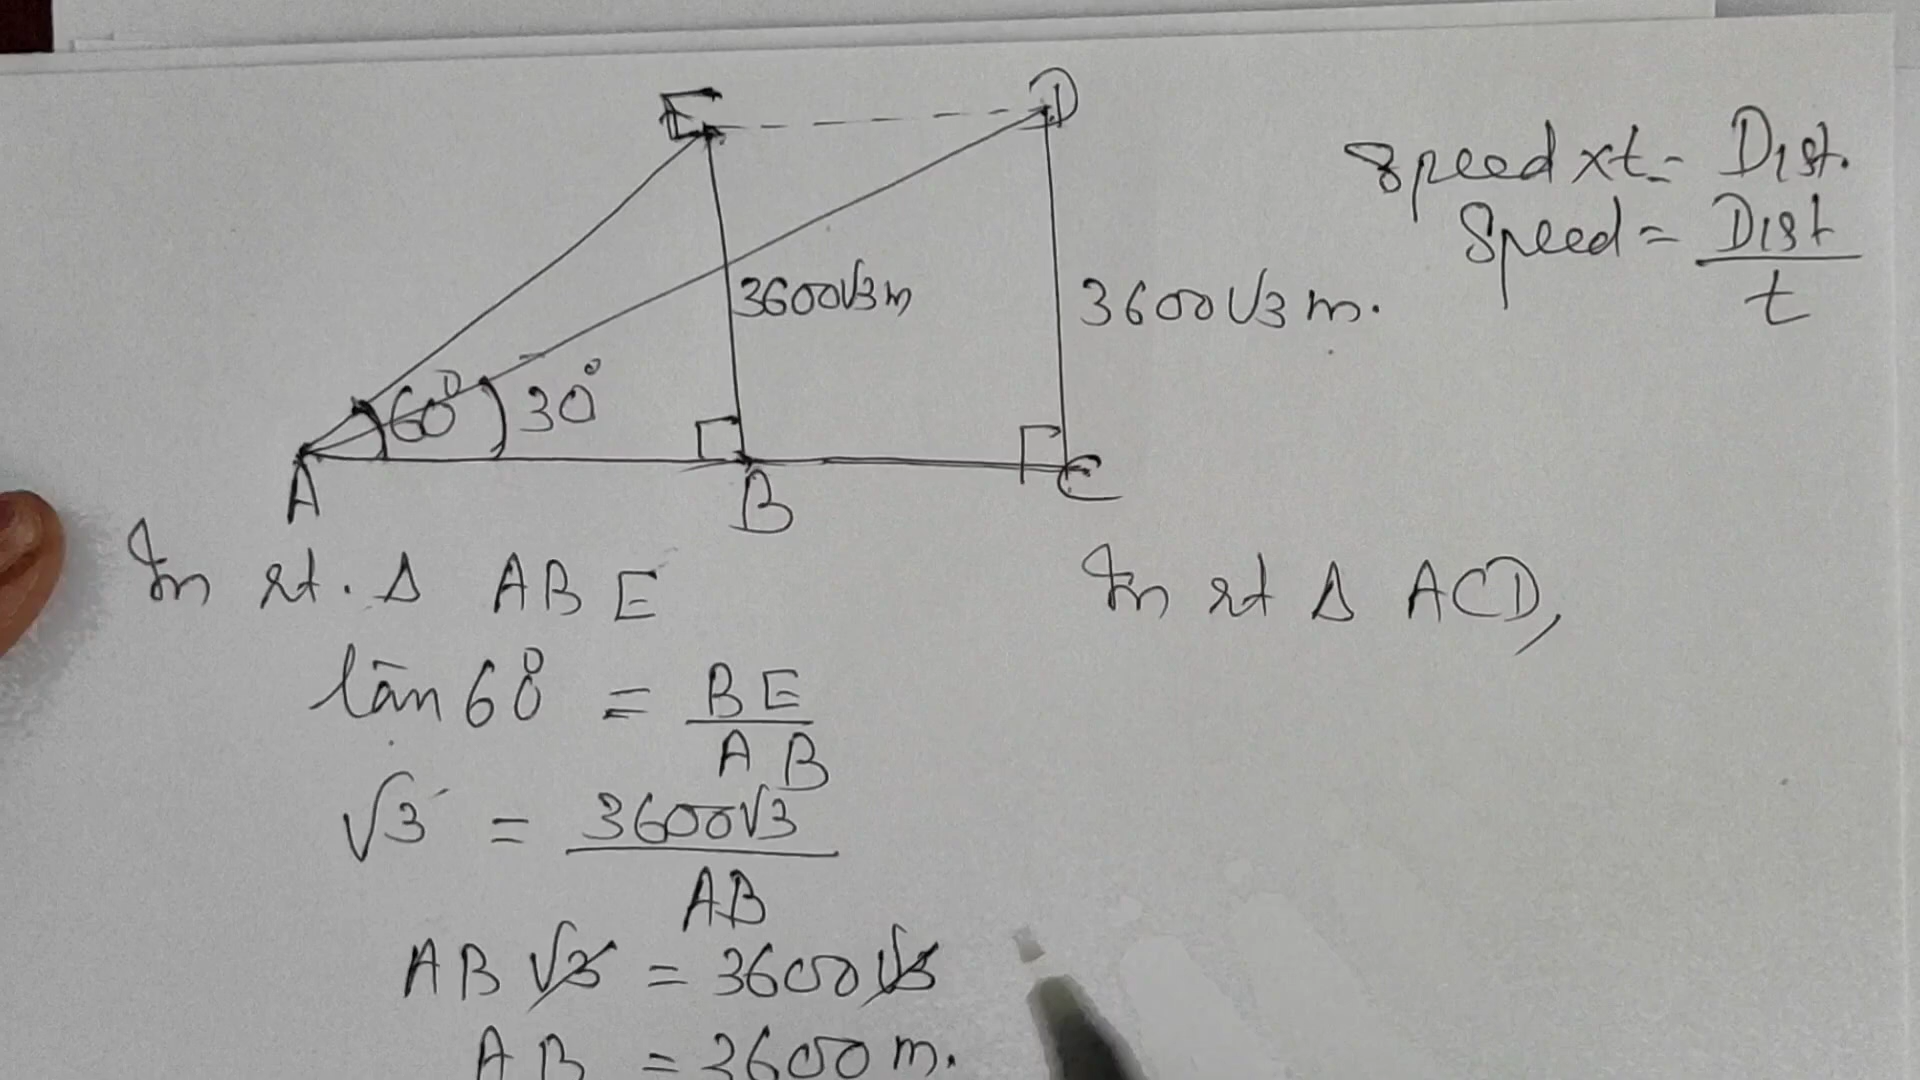 E D
Speed xt = Dist.
Speed = Dist
t
3600√3 m
3600√3 m.
60° 30°
A B C
In rt. Δ ABE
tan 60° = BE
AB
√3 = 3600√3
AB
AB √3 = 3600√3
AB = 3600 m.
In rt Δ ACD,